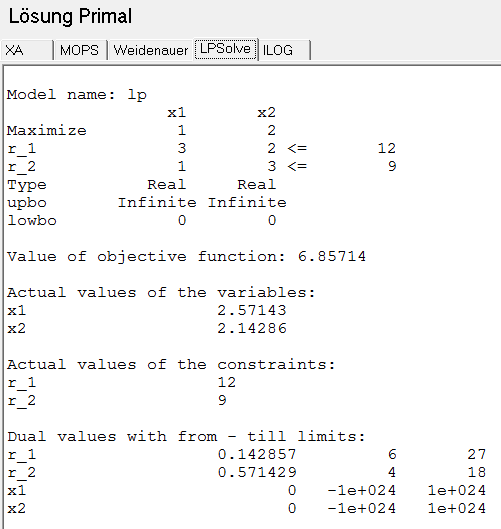 Lösung Primal
XA MOPS Weidenauer LPSolve ILOG
Model name: lp
x1 x2
Maximize 1 2
r_1 3 2 <= 12
r_2 1 3 <= 9
Type Real Real
upbo Infinite Infinite
lowbo 0 0
Value of objective function: 6.85714
Actual values of the variables:
x1 2.57143
x2 2.14286
Actual values of the constraints:
r_1 12
r_2 9
Dual values with from - till limits:
r_1 0.142857 6 27
r_2 0.571429 4 18
x1 0 -1e+024 1e+024
x2 0 -1e+024 1e+024